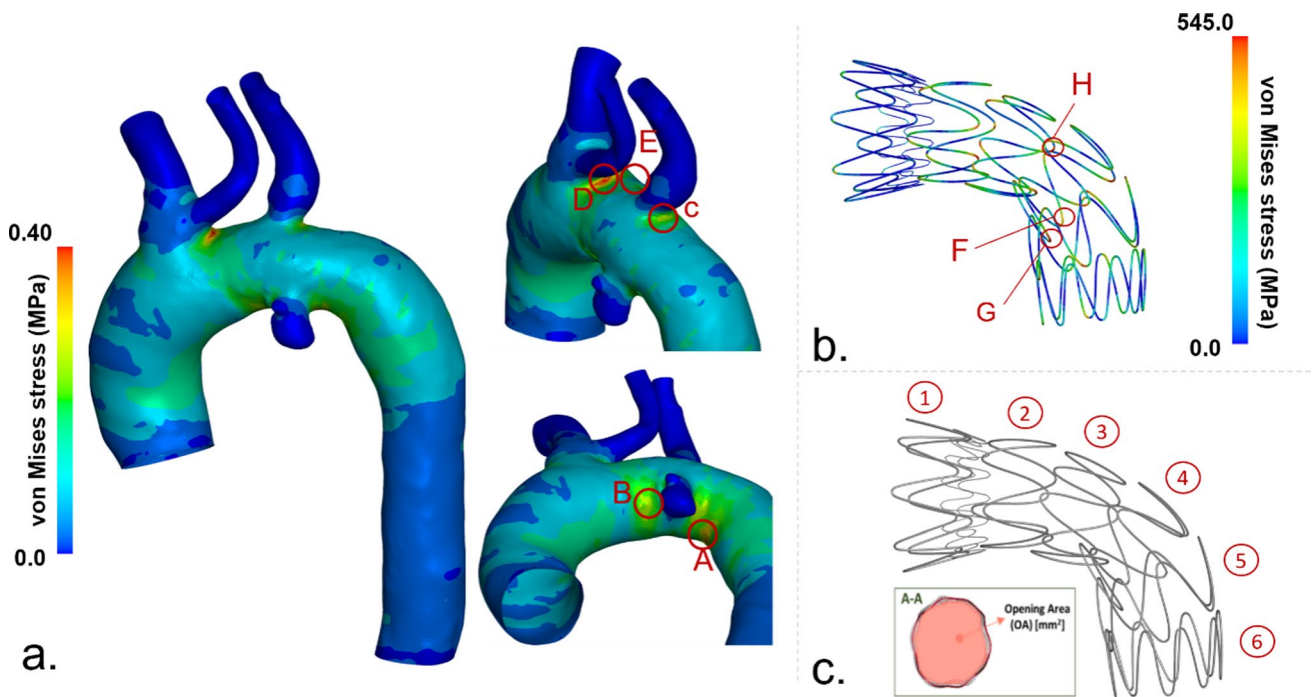 0.40
von Mises stress (MPa)
0.0
a.
E
D
c
B
A
545.0
von Mises stress (MPa)
0.0
H
F
G
b.
1
2
3
4
5
6
A-A
Opening Area
(OA) [mm²]
c.